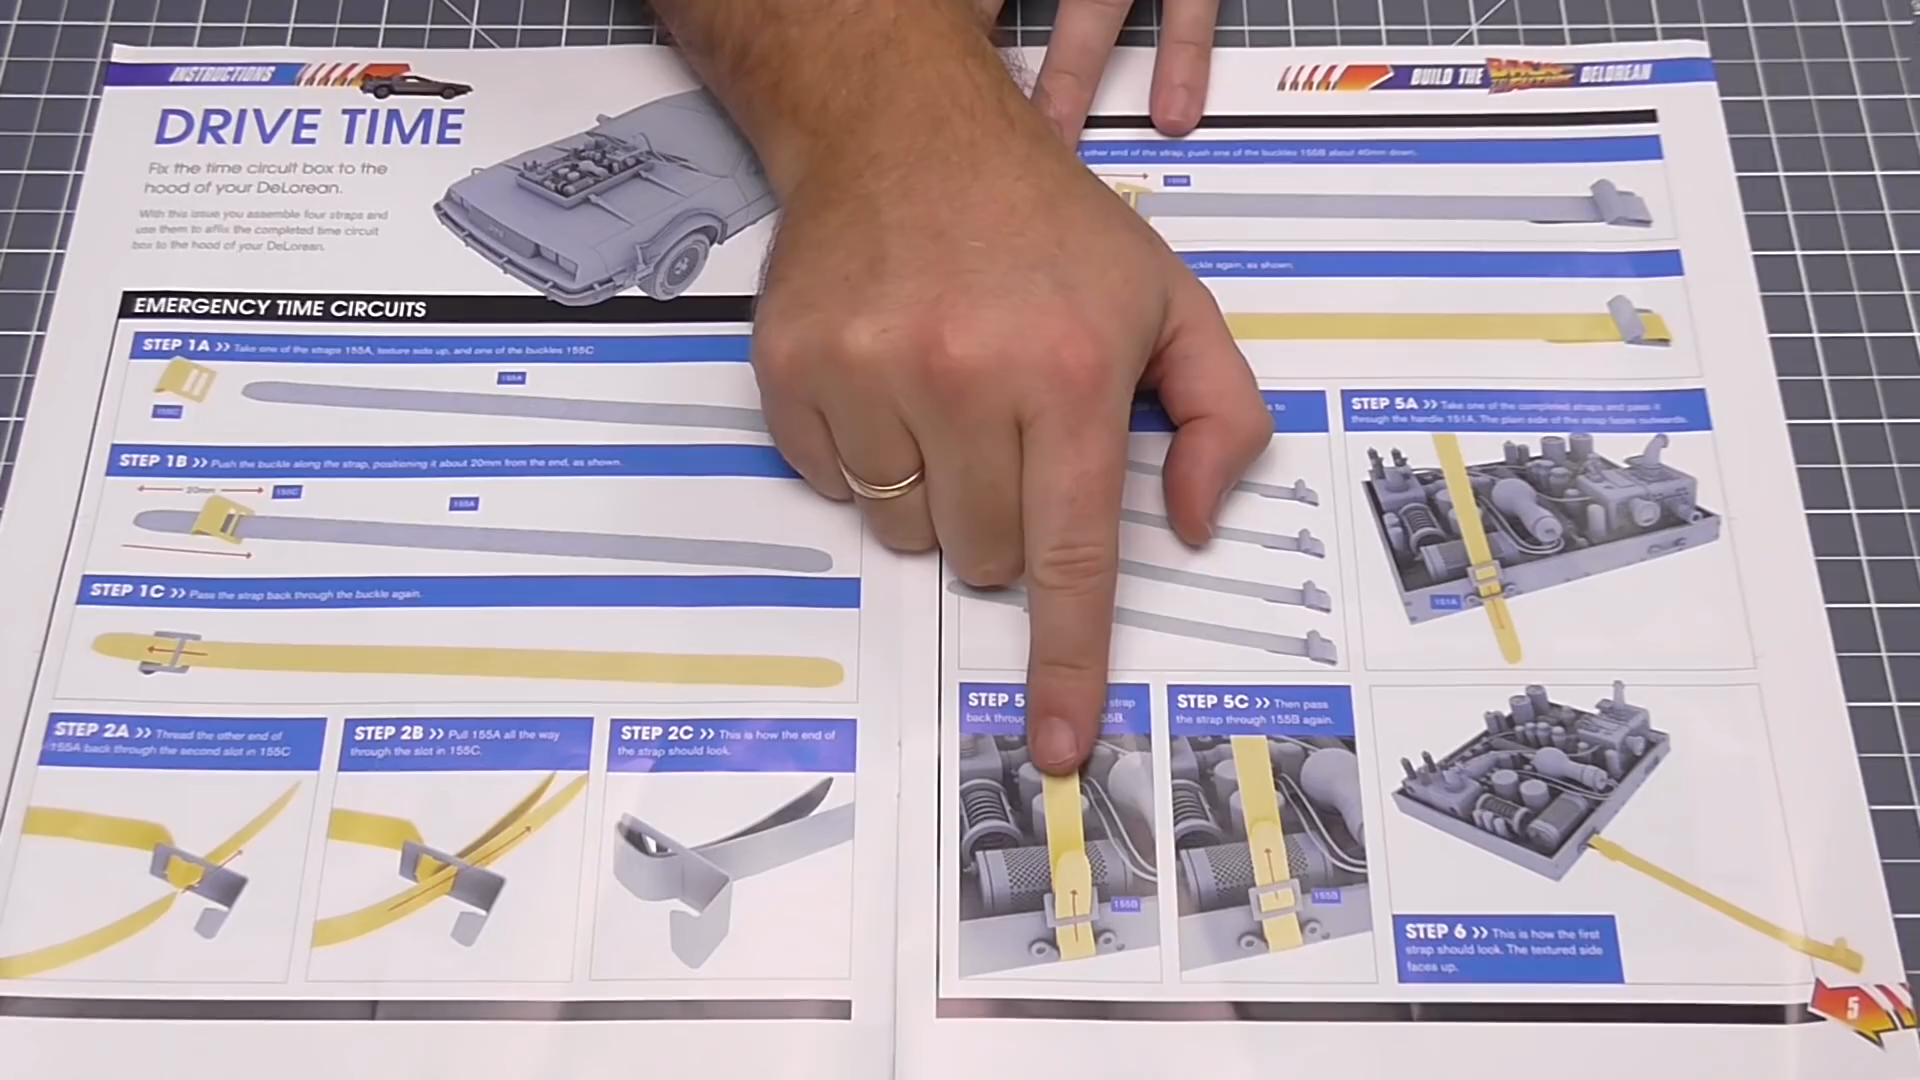 INSTRUCTIONS
DRIVE TIME
Fix the time circuit box to the
hood of your DeLorean.
With this issue you assemble four straps and
use them to affix the completed time circuit
box to the hood of your DeLorean.
EMERGENCY TIME CIRCUITS
STEP 1A >> Take one of the straps 155A, texture side up, and one of the buckles 155C
155A
155C
STEP 1B >> Push the buckle along the strap, positioning it about 20mm from the end, as shown.
20mm
155C
155A
STEP 1C >> Pass the strap back through the buckle again.
STEP 2A >> Thread the other end of
155A back through the second slot in 155C
STEP 2B >> Pull 155A all the way
through the slot in 155C.
STEP 2C >> This is how the end of
the strap should look.
BUILD THE BACK TO THE FUTURE DELOREAN
other end of the strap, push one of the buckles 155B about 40mm down.
155B
buckle again, as shown.
s to
STEP 5A >> Take one of the completed straps and pass it
through the handle 151A. The plain side of the strap faces outwards.
151A
STEP 5 strap
back throug 155B.
155B
STEP 5C >> Then pass
the strap through 155B again.
155B
STEP 6 >> This is how the first
strap should look. The textured side
faces up.
5